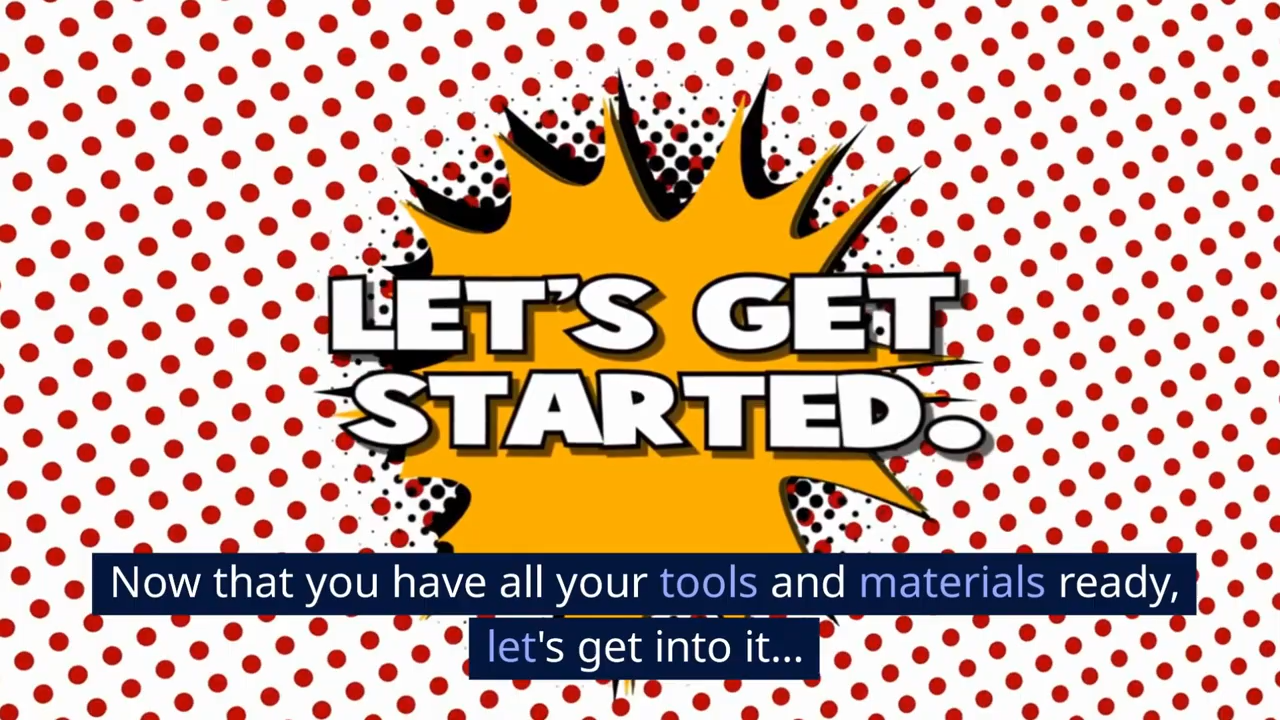 LET'S GET
STARTED.
Now that you have all your tools and materials ready,
let's get into it...